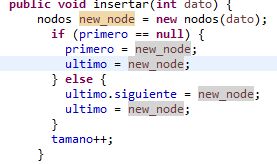 public void insertar(int dato) {
nodos new_node = new nodos(dato);
if (primero == null) {
primero = new_node;
ultimo = new_node;
} else {
ultimo.siguiente = new_node;
ultimo = new_node;
}
tamano++;
}